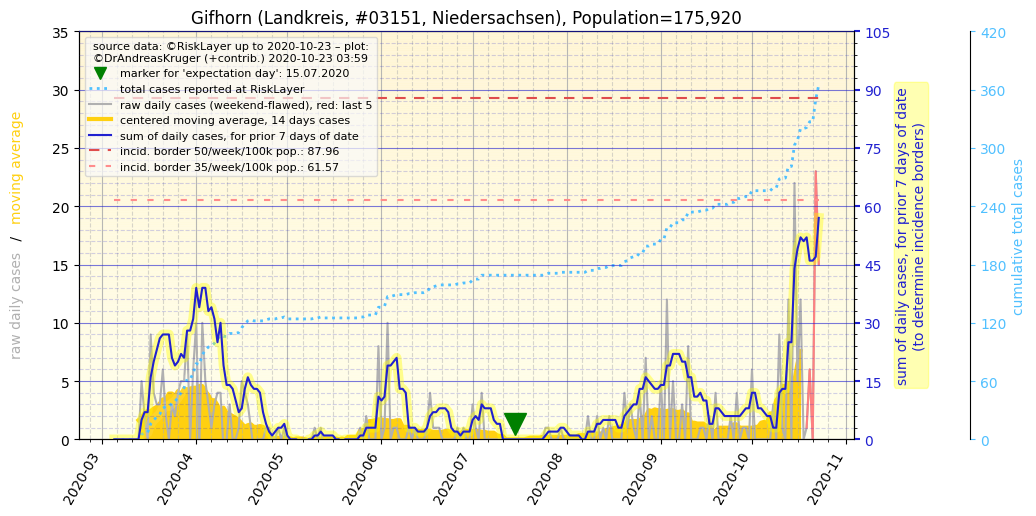 Gifhorn (Landkreis, #03151, Niedersachsen), Population=175,920
source data: ©RiskLayer up to 2020-10-23 – plot:
©DrAndreasKruger (+contrib.) 2020-10-23 03:59
marker for 'expectation day': 15.07.2020
total cases reported at RiskLayer
raw daily cases (weekend-flawed), red: last 5
centered moving average, 14 days cases
sum of daily cases, for prior 7 days of date
incid. border 50/week/100k pop.: 87.96
incid. border 35/week/100k pop.: 61.57
raw daily cases / moving average
35
30
25
20
15
10
5
0
2020-03
2020-04
2020-05
2020-06
2020-07
2020-08
2020-09
2020-10
2020-11
105
90
75
60
45
30
15
0
sum of daily cases, for prior 7 days of date
(to determine incidence borders)
420
360
300
240
180
120
60
0
cumulative total cases